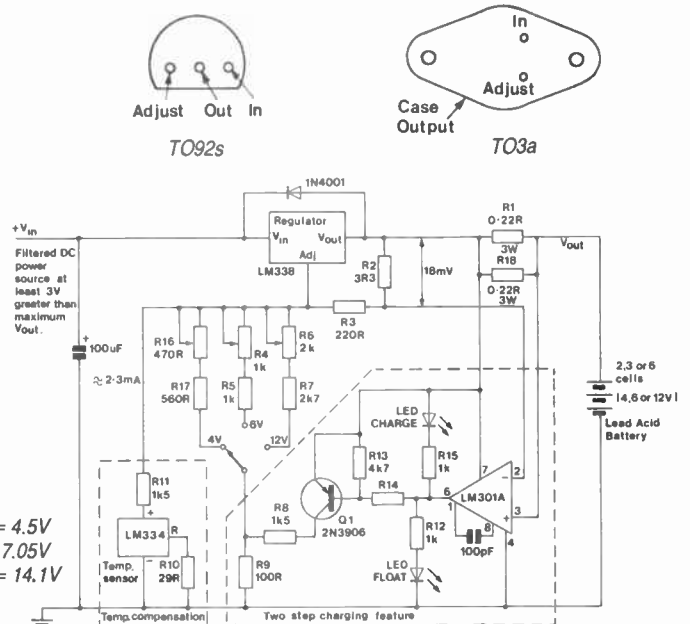 In
Adjust Out In
Adjust
Case
Output
TO92s
TO3a
1N4001
Regulator
Vin Vout
Adj
LM338
R1
0·22R
3W
R18
0·22R
3W
Vout
+Vin
Filtered DC
power
source at
least 3V
greater than
maximum
Vout.
R2
3R3
18mV
R3
220R
+
100uF
≈ 2·3mA
R16
470R
R4
1k
R6
2k
R17
560R
R5
1k
R7
2k7
6V
4V
12V
2,3 or 6
cells
(4,6 or 12V)
Lead Acid
Battery
LED
CHARGE
R13
4k7
R15
1k
R11
1k5
R8
1k5
Q1
2N3906
R14
7
2
6
LM301A
1
8
3
4
100pF
R12
1k
LED
FLOAT
= 4.5V
7.05V
= 14.1V
+
LM334
R
−
Temp.
sensor
R10
29R
R9
100R
Temp. compensation
Two step charging feature